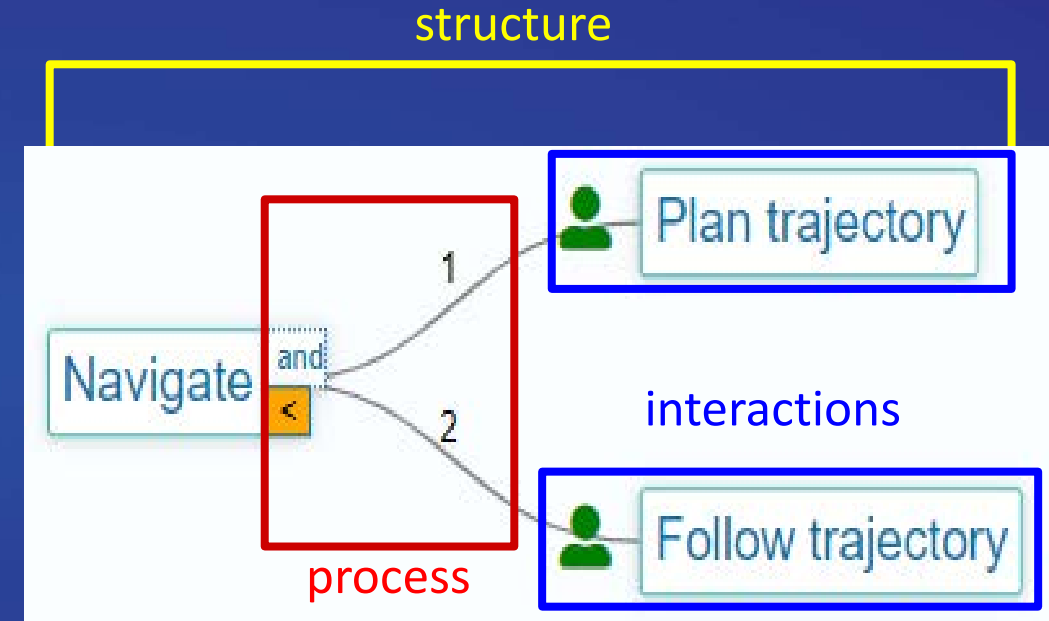 structure
Plan trajectory
1
and
Navigate
<
2
interactions
Follow trajectory
process